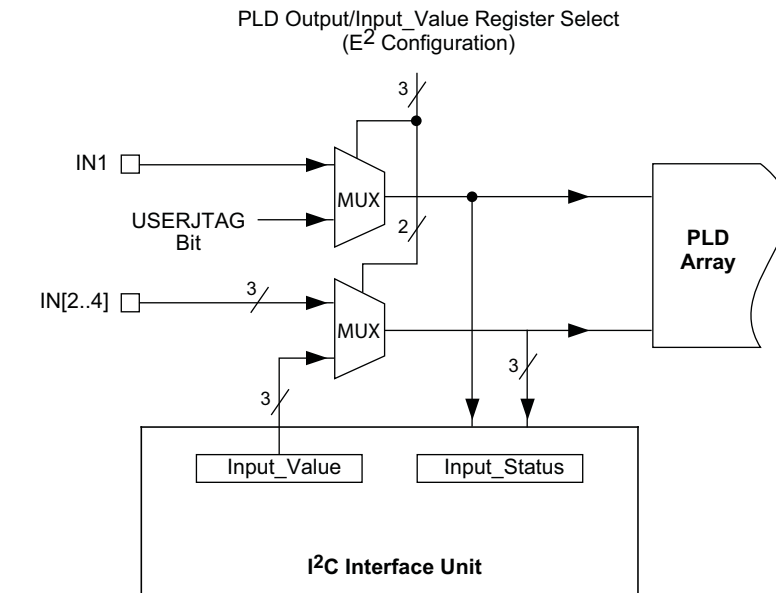 PLD Output/Input_Value Register Select
(E2 Configuration)
3
IN1
MUX
USERJTAG
Bit
2
PLD
Array
IN[2..4]
3
MUX
3
3
Input_Value
Input_Status
I2C Interface Unit